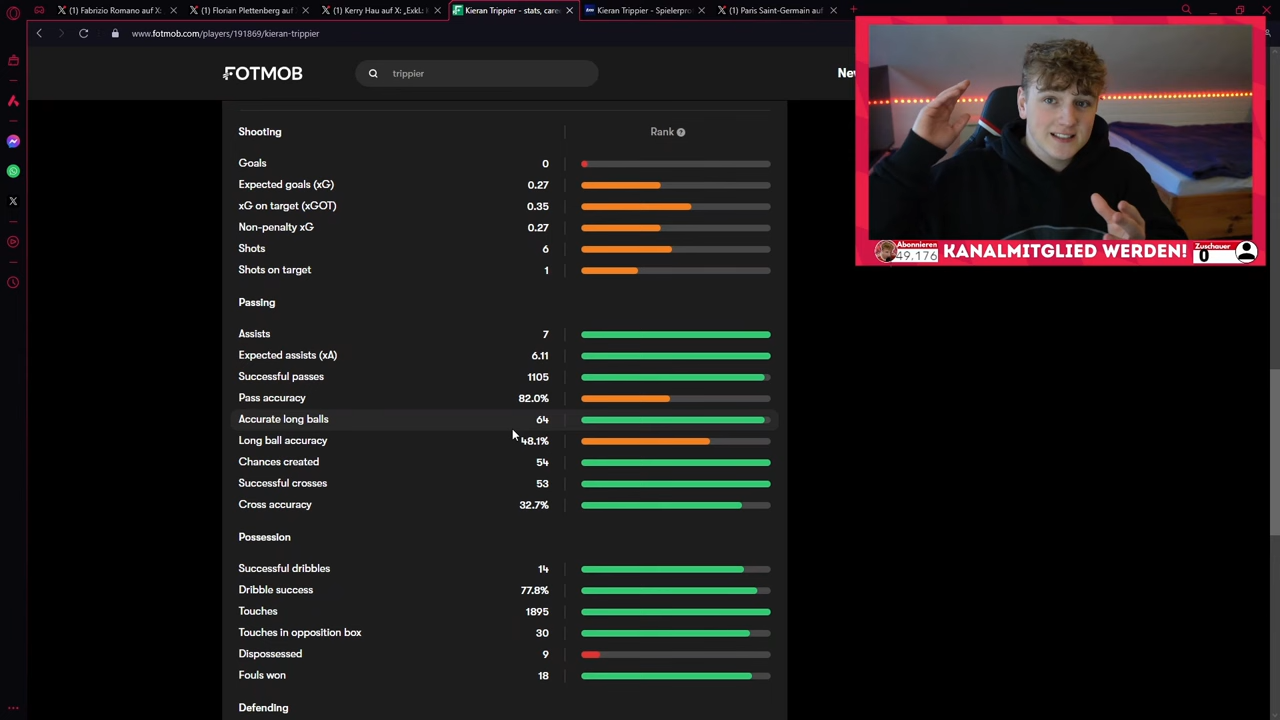 (1) Fabrizio Romano auf X:
(1) Florian Plettenberg auf
(1) Kerry Hau auf X: „Exkl.:
Kieran Trippier - stats, caree
Kieran Trippier - Spielerpro
(1) Paris Saint-Germain auf
www.fotmob.com/players/191869/kieran-trippier
FOTMOB
trippier
Shooting
Rank ?
Goals 0
Expected goals (xG) 0.27
xG on target (xGOT) 0.35
Non-penalty xG 0.27
Shots 6
Shots on target 1
Passing
Assists 7
Expected assists (xA) 6.11
Successful passes 1105
Pass accuracy 82.0%
Accurate long balls 64
Long ball accuracy 48.1%
Chances created 54
Successful crosses 53
Cross accuracy 32.7%
Possession
Successful dribbles 14
Dribble success 77.8%
Touches 1895
Touches in opposition box 30
Dispossessed 9
Fouls won 18
Defending
Abonnieren
49.176
KANALMITGLIED WERDEN!
Zuschauer
0